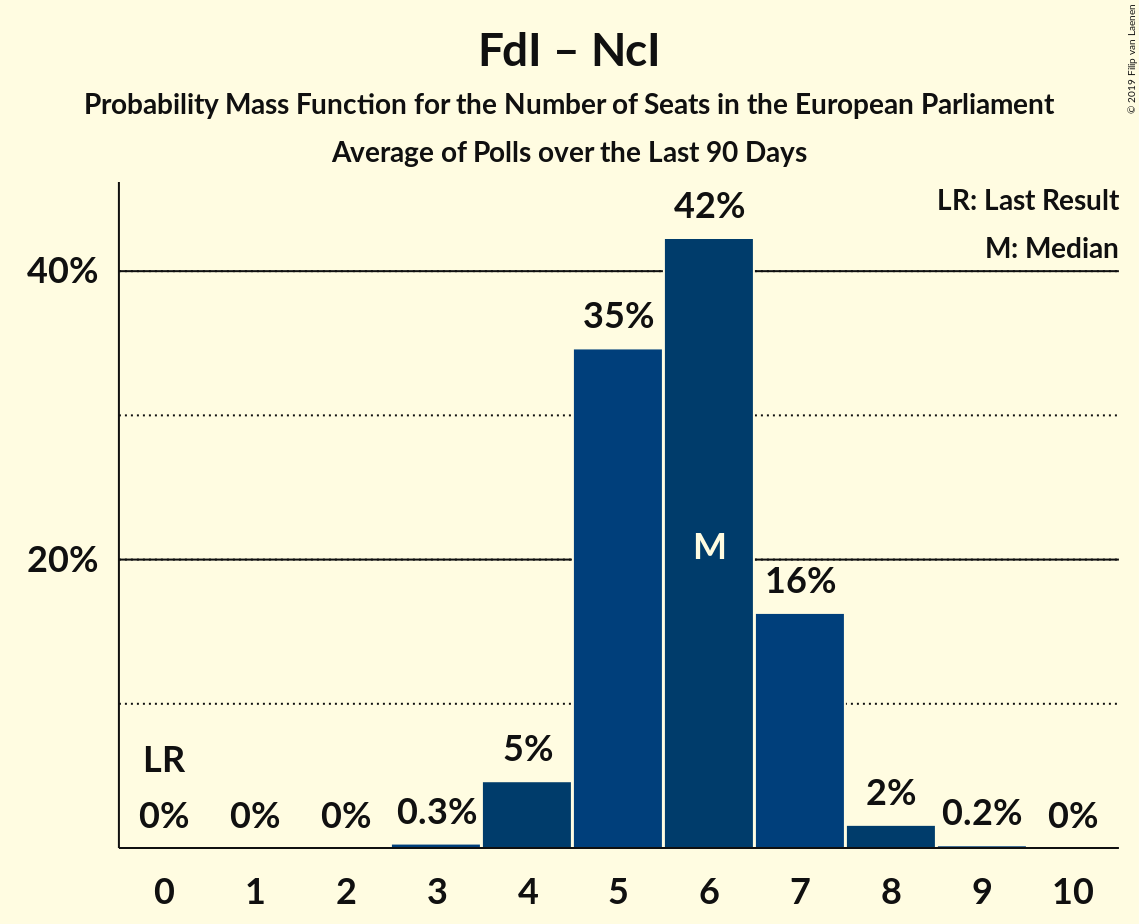 FdI – NcI
Probability Mass Function for the Number of Seats in the European Parliament
Average of Polls over the Last 90 Days
© 2019 Filip van Laenen
LR: Last Result
M: Median
40%
20%
LR
0%
0%
0%
0.3%
5%
35%
42%
M
16%
2%
0.2%
0%
0 1 2 3 4 5 6 7 8 9 10